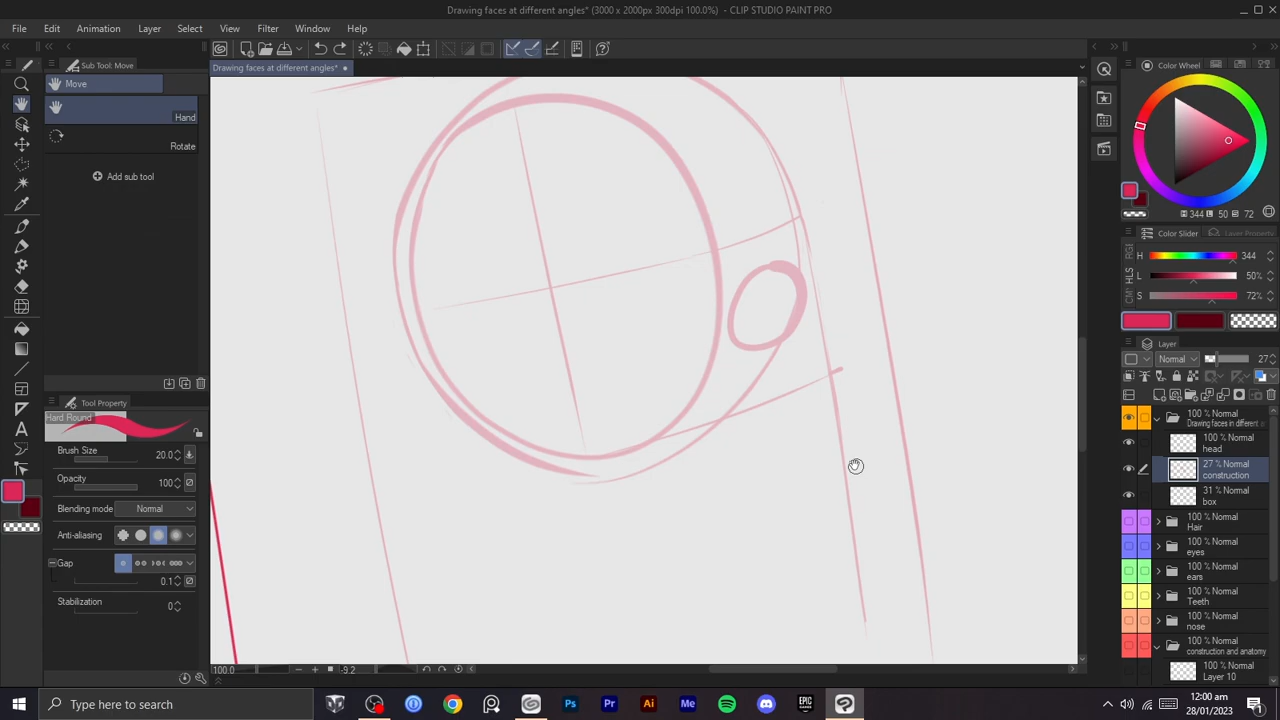 Drawing faces at different angles* (3000 x 2000px 300dpi 100.0%) - CLIP STUDIO PAINT PRO
File Edit Animation Layer Select View Filter Window Help
Sub Tool: Move
Drawing faces at different angles*
Move
Hand
Rotate
Add sub tool
Tool Property
Hard Round
Brush Size 20.0
Opacity 100
Blending mode Normal
Anti-aliasing
Gap
0.1
Stabilization 0
100.0 -9.2
Color Wheel
344 L 50 S 72
Color Slider Layer Property
H 344
L 50%
S 72%
Layer
Normal 27
100 % Normal
Drawing faces in different a
100 % Normal
head
27 % Normal
construction
31 % Normal
box
100 % Normal
Hair
100 % Normal
eyes
100 % Normal
ears
100 % Normal
Teeth
100 % Normal
nose
100 % Normal
construction and anatomy
100 % Normal
Layer 10
Type here to search
12:00 am
28/01/2023